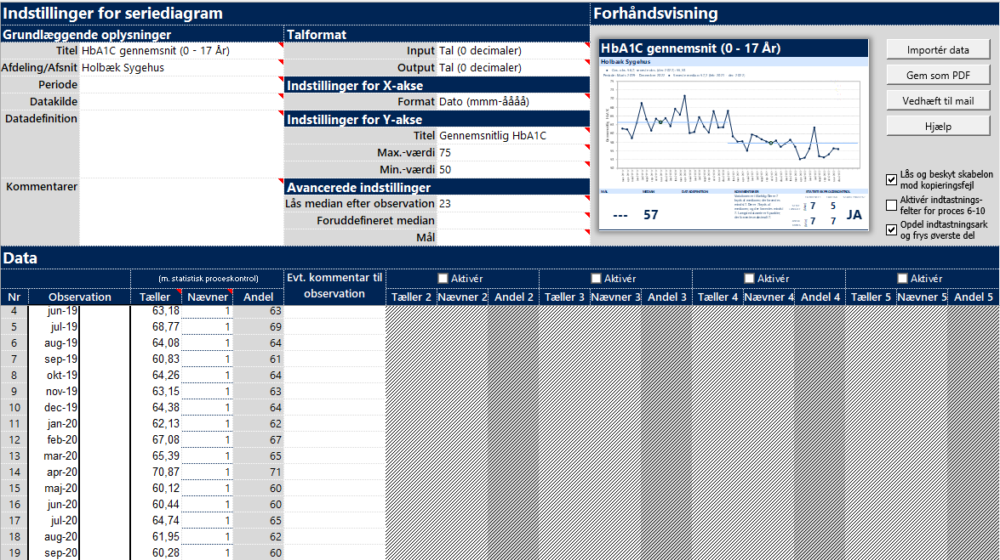 Indstillinger for seriediagram
Forhåndsvisning
Grundlæggende oplysninger
Titel HbA1C gennemsnit (0 - 17 År)
Afdeling/Afsnit Holbæk Sygehus
Periode
Datakilde
Datadefinition
Kommentarer
Talformat
Input Tal (0 decimaler)
Output Tal (0 decimaler)
Indstillinger for X-akse
Format Dato (mmm-åååå)
Indstillinger for Y-akse
Titel Gennemsnitlig HbA1C
Max.-værdi 75
Min.-værdi 50
Avancerede indstillinger
Lås median efter observation 23
Foruddefineret median
Mål
HbA1C gennemsnit (0 - 17 År)
Holbæk Sygehus
MÅL MEDIAN DATADEFINITION KOMMENTARER STATISTISK PROCESKONTROL
--- 57
7 5
7 7
JA
Importér data
Gem som PDF
Vedhæft til mail
Hjælp
Lås og beskyt skabelon
mod kopieringsfejl
Aktivér indtastnings-
felter for proces 6-10
Opdel indtastningsark
og frys øverste del
Data
(m. statistisk proceskontrol) Evt. kommentar til
observation
Aktivér Aktivér Aktivér Aktivér
Nr Observation Tæller Nævner Andel Tæller 2 Nævner 2 Andel 2 Tæller 3 Nævner 3 Andel 3 Tæller 4 Nævner 4 Andel 4 Tæller 5 Nævner 5 Andel 5
4 jun-19 63,18 1 63
5 jul-19 68,77 1 69
6 aug-19 64,08 1 64
7 sep-19 60,83 1 61
8 okt-19 64,26 1 64
9 nov-19 63,15 1 63
10 dec-19 64,38 1 64
11 jan-20 62,13 1 62
12 feb-20 67,08 1 67
13 mar-20 65,39 1 65
14 apr-20 70,87 1 71
15 maj-20 60,12 1 60
16 jun-20 60,44 1 60
17 jul-20 64,74 1 65
18 aug-20 61,95 1 62
19 sep-20 60,28 1 60